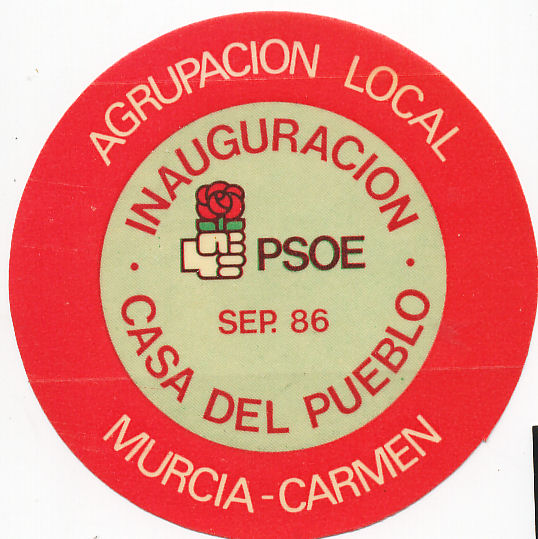 AGRUPACION LOCAL
INAUGURACION
PSOE
SEP. 86
CASA DEL PUEBLO
MURCIA-CARMEN